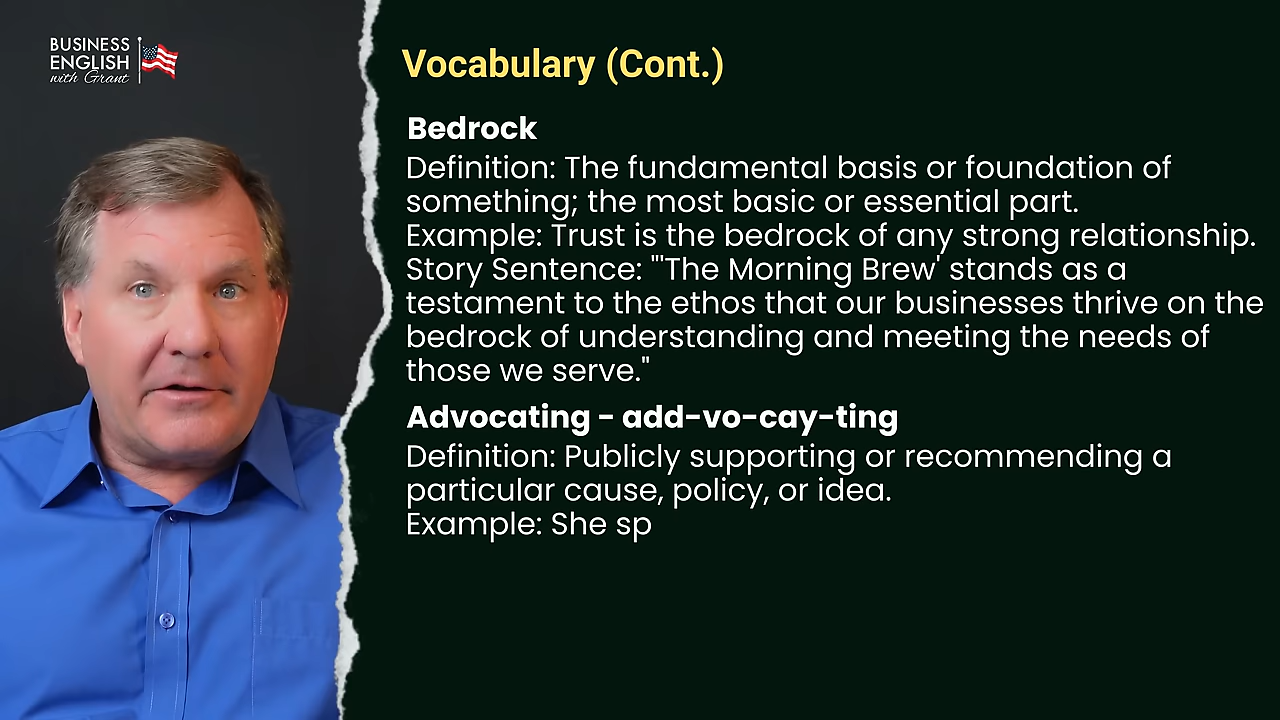 BUSINESS
ENGLISH
with Grant
Vocabulary (Cont.)
Bedrock
Definition: The fundamental basis or foundation of
something; the most basic or essential part.
Example: Trust is the bedrock of any strong relationship.
Story Sentence: "'The Morning Brew' stands as a
testament to the ethos that our businesses thrive on the
bedrock of understanding and meeting the needs of
those we serve."
Advocating - add-vo-cay-ting
Definition: Publicly supporting or recommending a
particular cause, policy, or idea.
Example: She sp